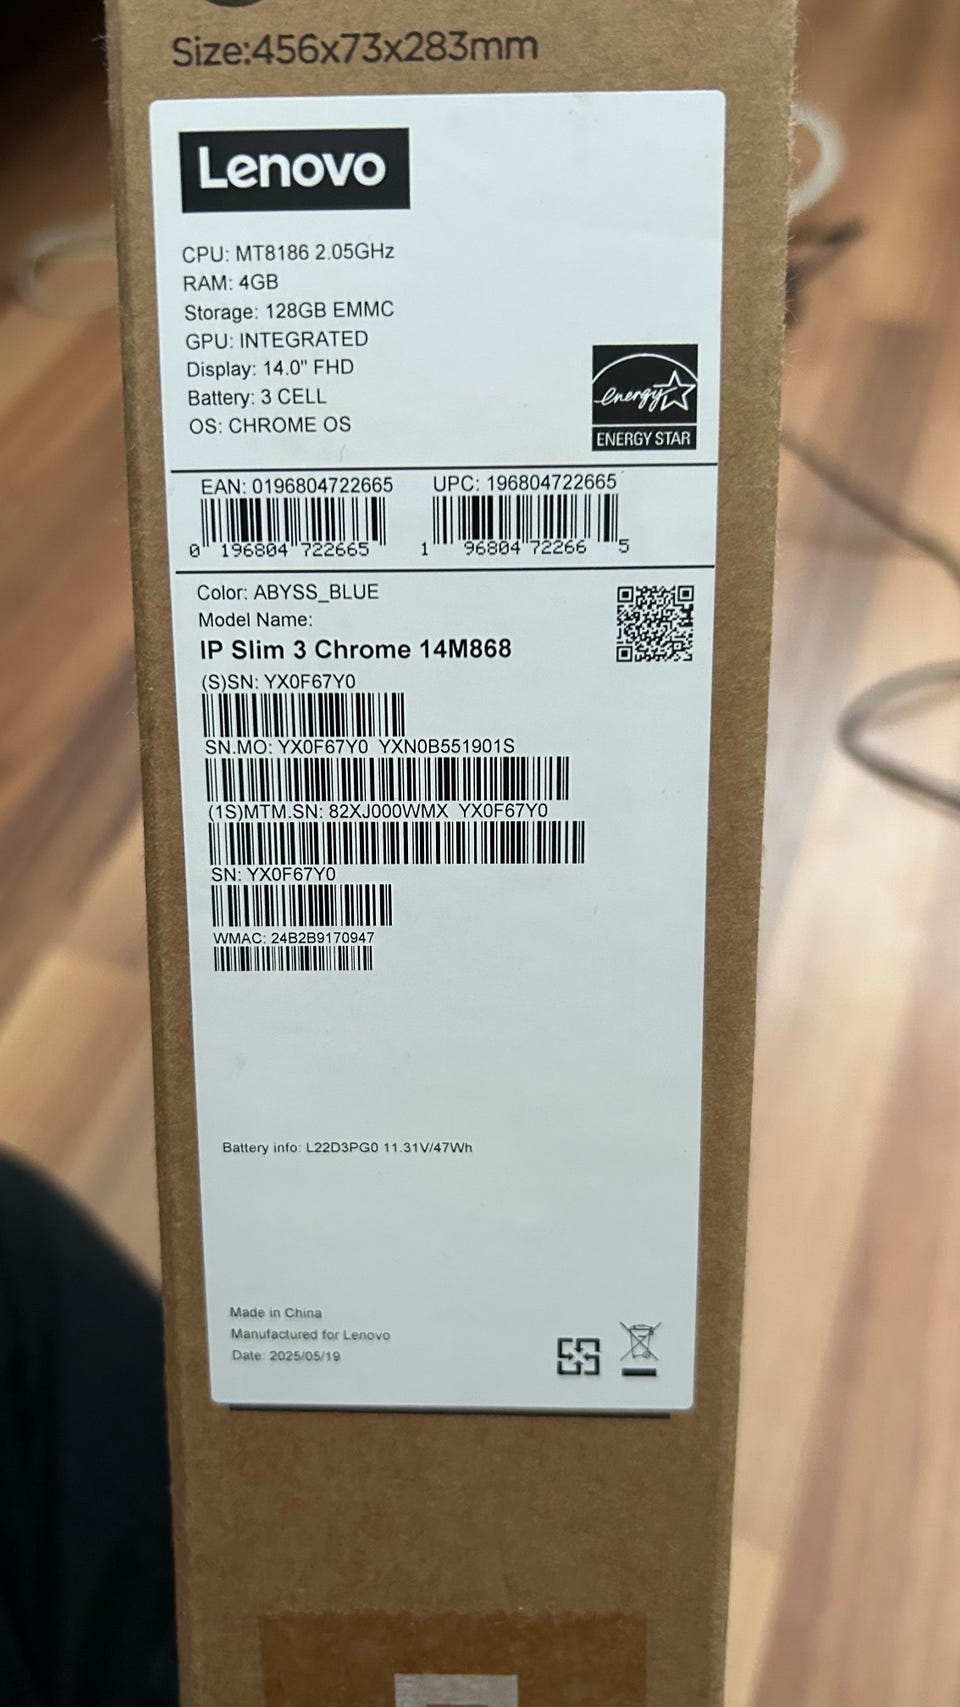 Size:456x73x283mm
Lenovo
CPU: MT8186 2.05GHz
RAM: 4GB
Storage: 128GB EMMC
GPU: INTEGRATED
Display: 14.0" FHD
Battery: 3 CELL
OS: CHROME OS
energy
ENERGY STAR
EAN: 0196804722665 UPC: 196804722665
0 196804 722665 1 96804 72266 5
Color: ABYSS_BLUE
Model Name:
IP Slim 3 Chrome 14M868
(S)SN: YX0F67Y0
SN.MO: YX0F67Y0 YXN0B551901S
(1S)MTM.SN: 82XJ000WMX YX0F67Y0
SN: YX0F67Y0
WMAC: 24B2B9170947
Battery info: L22D3PG0 11.31V/47Wh
Made in China
Manufactured for Lenovo
Date: 2025/05/19